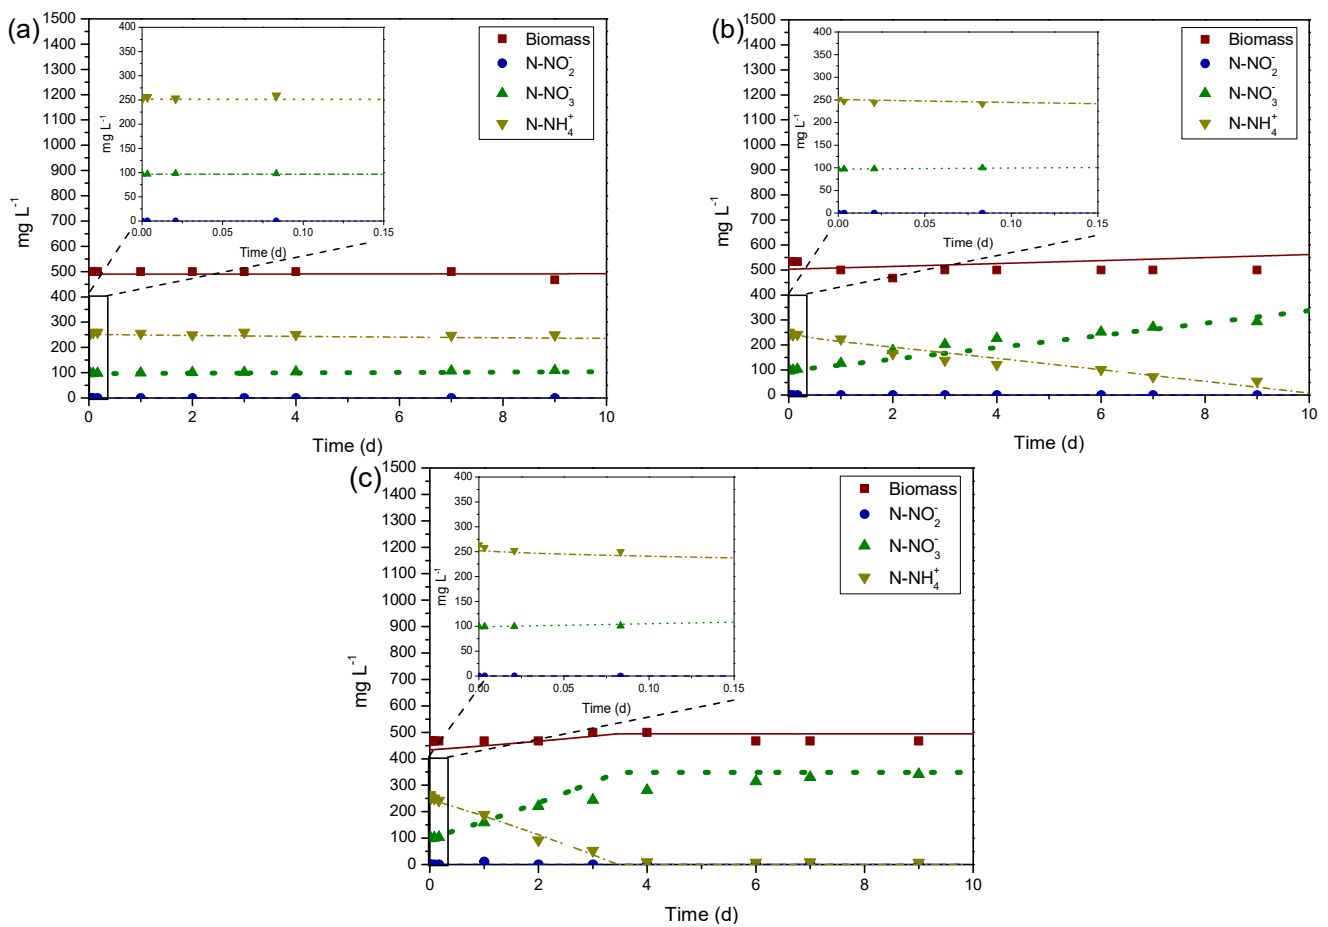 (a)
1500
1400
1300
1200
1100
1000
900
800
700
600
500
400
300
200
100
0
mg L⁻¹
0 2 4 6 8 10
Time (d)
400
350
300
250
200
150
100
50
0
mg L⁻¹
0.00 0.05 0.10 0.15
Time (d)
Biomass
N-NO₂⁻
N-NO₃⁻
N-NH₄⁺
(b)
1500
1400
1300
1200
1100
1000
900
800
700
600
500
400
300
200
100
0
mg L⁻¹
0 2 4 6 8 10
Time (d)
400
350
300
250
200
150
100
50
0
mg L⁻¹
0.00 0.05 0.10 0.15
Time (d)
Biomass
N-NO₂⁻
N-NO₃⁻
N-NH₄⁺
(c)
1500
1400
1300
1200
1100
1000
900
800
700
600
500
400
300
200
100
0
mg L⁻¹
0 2 4 6 8 10
Time (d)
400
350
300
250
200
150
100
50
0
mg L⁻¹
0.00 0.05 0.10 0.15
Time (d)
Biomass
N-NO₂⁻
N-NO₃⁻
N-NH₄⁺